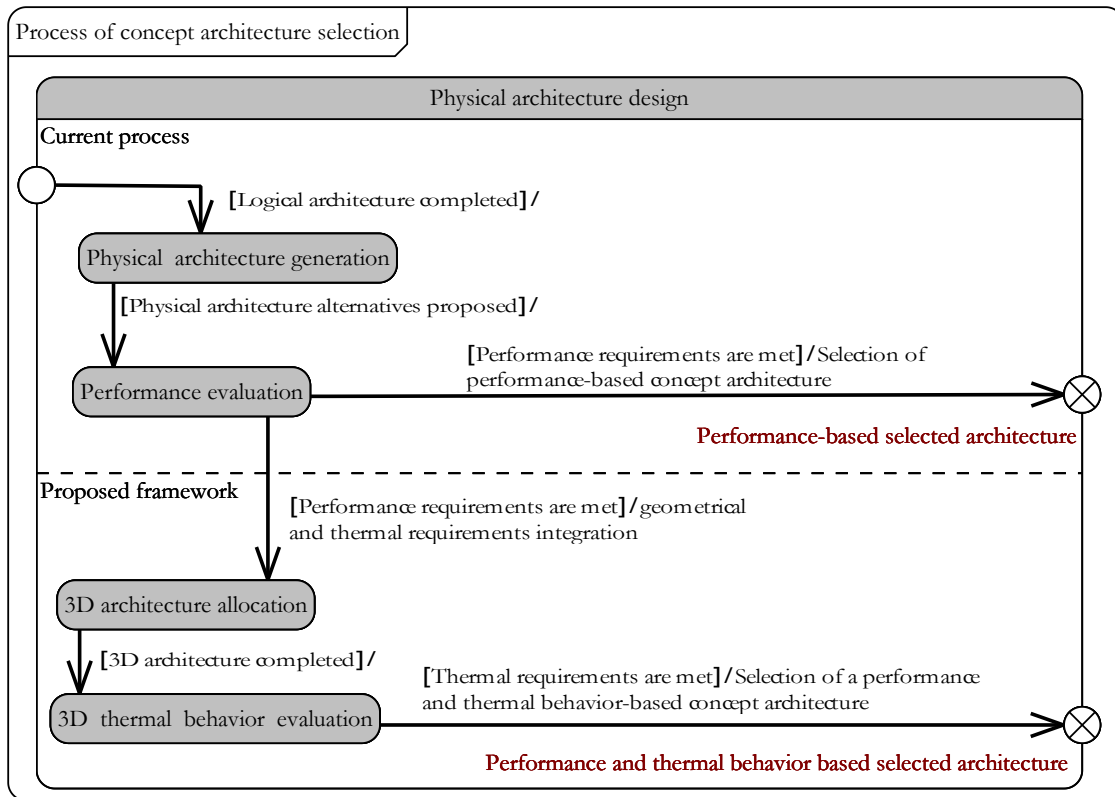 Process of concept architecture selection
Physical architecture design
Current process
[Logical architecture completed]/
Physical architecture generation
[Physical architecture alternatives proposed]/
[Performance requirements are met]/Selection of
performance-based concept architecture
Performance evaluation
Performance-based selected architecture
Proposed framework
[Performance requirements are met]/geometrical
and thermal requirements integration
3D architecture allocation
[3D architecture completed]/
[Thermal requirements are met]/Selection of a performance
and thermal behavior-based concept architecture
3D thermal behavior evaluation
Performance and thermal behavior based selected architecture